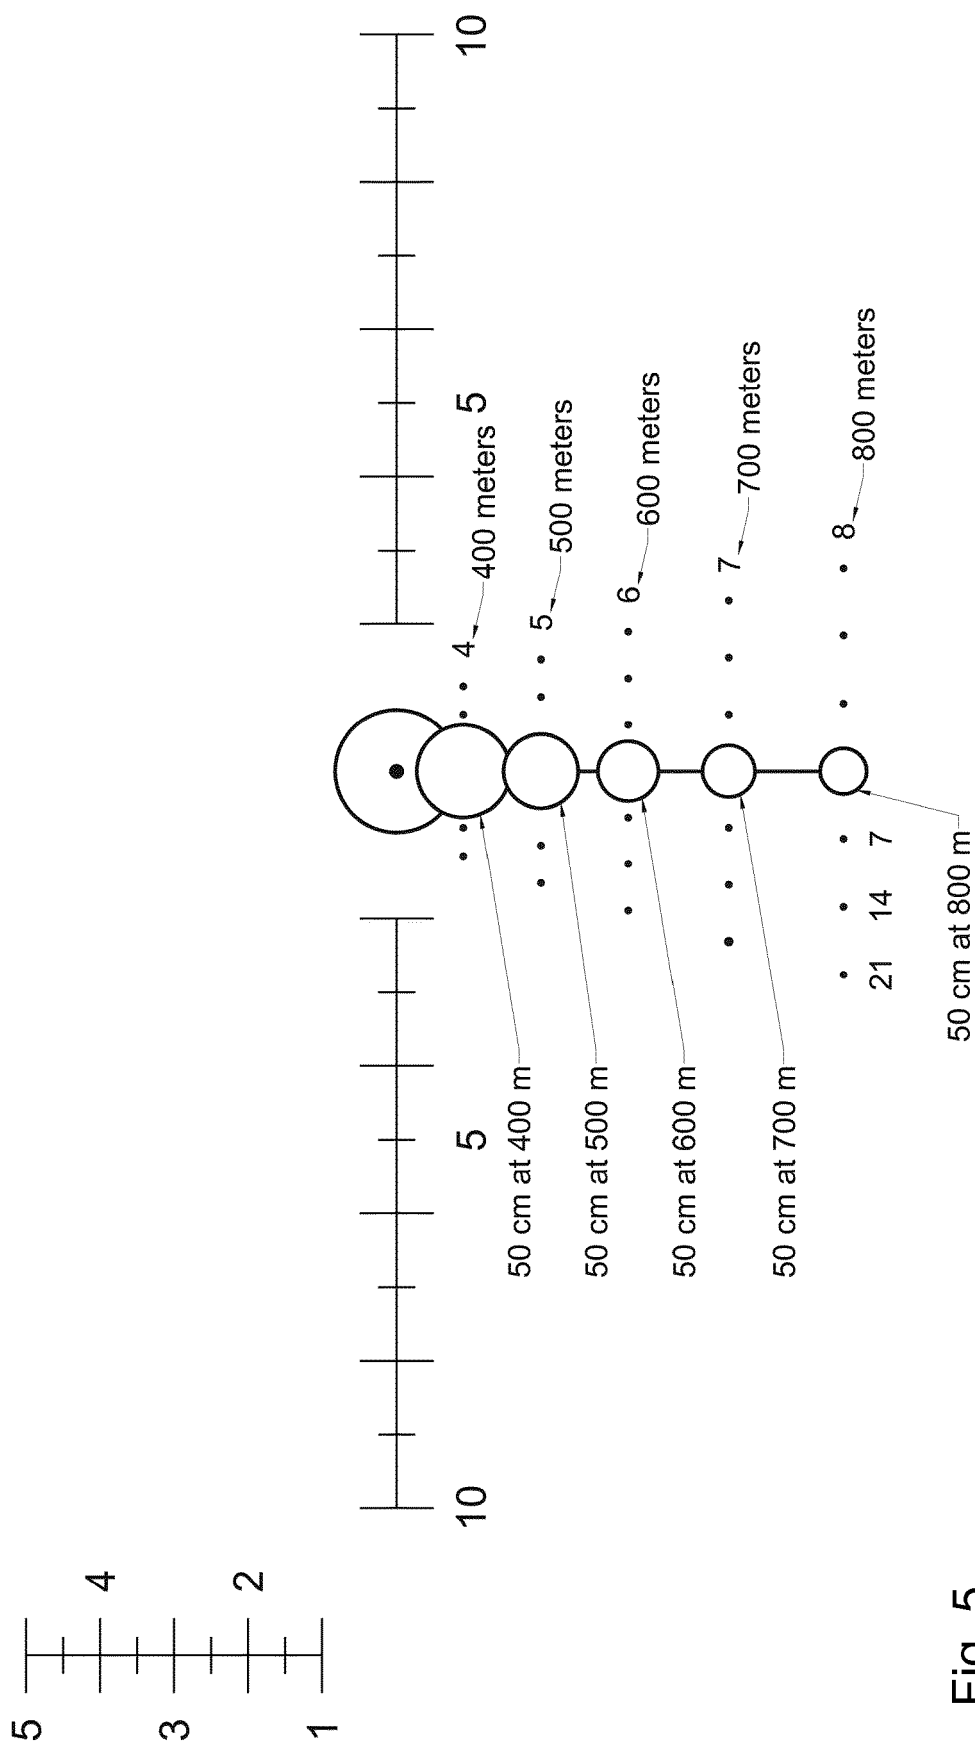 10
5
4
400 meters
5
500 meters
6
600 meters
7
700 meters
8
800 meters
50 cm at 400 m
50 cm at 500 m
50 cm at 600 m
50 cm at 700 m
50 cm at 800 m
21 14 7
5
10
5
4
3
2
1
Fig. 5